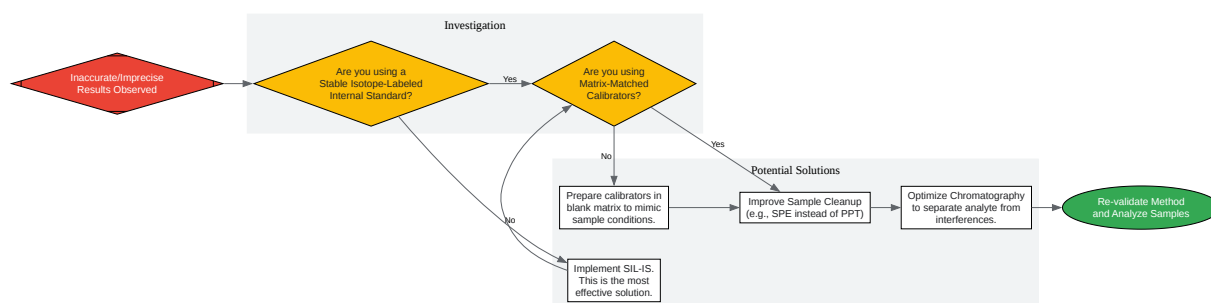 Investigation
Inaccurate/Imprecise
Results Observed
Are you using a
Stable Isotope-Labeled
Internal Standard?
Yes
Are you using
Matrix-Matched
Calibrators?
No
Yes
No
Potential Solutions
Prepare calibrators in
blank matrix to mimic
sample conditions.
Improve Sample Cleanup
(e.g., SPE instead of PPT)
Optimize Chromatography
to separate analyte from
interferences.
Re-validate Method
and Analyze Samples
Implement SIL-IS.
This is the most
effective solution.